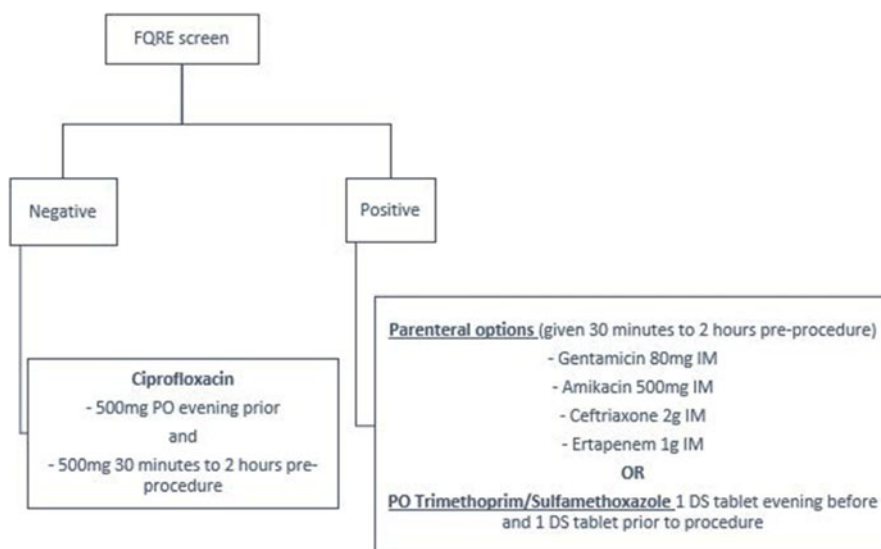 FQRE screen
Negative
Positive
Ciprofloxacin
- 500mg PO evening prior
and
- 500mg 30 minutes to 2 hours pre-
procedure
Parenteral options (given 30 minutes to 2 hours pre-procedure)
- Gentamicin 80mg IM
- Amikacin 500mg IM
- Ceftriaxone 2g IM
- Ertapenem 1g IM
OR
PO Trimethoprim/Sulfamethoxazole 1 DS tablet evening before
and 1 DS tablet prior to procedure